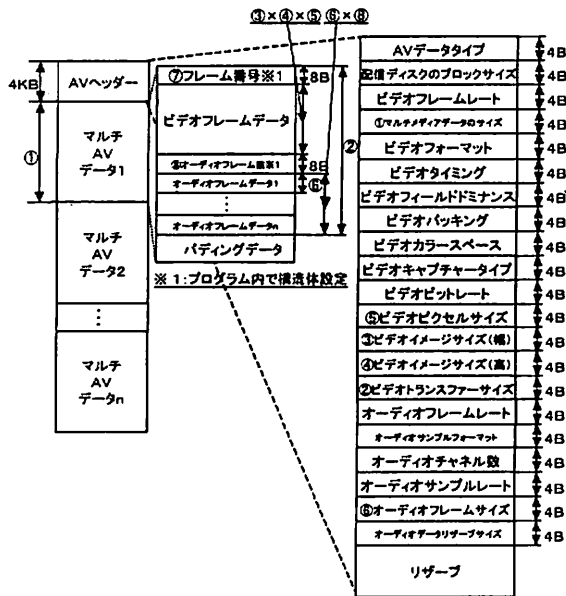 ③×④×⑤ ⑥×⑧
4KB
AVヘッダー
①
マルチ
AV
データ1
マルチ
AV
データ2
⋮
マルチ
AV
データn
⑦フレーム番号※1
8B
ビデオフレームデータ
⑧オーディオフレーム数※1
8B
オーディオフレームデータ1
⑥
⋮
オーディオフレームデータn
パディングデータ
②
※1:プログラム内で構造体設定
AVデータタイプ
4B
配信ディスクのブロックサイズ
4B
ビデオフレームレート
4B
①マルチメディアデータのサイズ
4B
ビデオフォーマット
4B
ビデオタイミング
4B
ビデオフィールドドミナンス
4B
ビデオパッキング
4B
ビデオカラースペース
4B
ビデオキャプチャータイプ
4B
ビデオビットレート
4B
⑤ビデオピクセルサイズ
4B
③ビデオイメージサイズ(幅)
4B
④ビデオイメージサイズ(高)
4B
②ビデオトランスファーサイズ
4B
オーディオフレームレート
4B
オーディオサンプルフォーマット
4B
オーディオチャネル数
4B
オーディオサンプルレート
4B
⑥オーディオフレームサイズ
4B
オーディオデータリザーブサイズ
4B
リザーブ